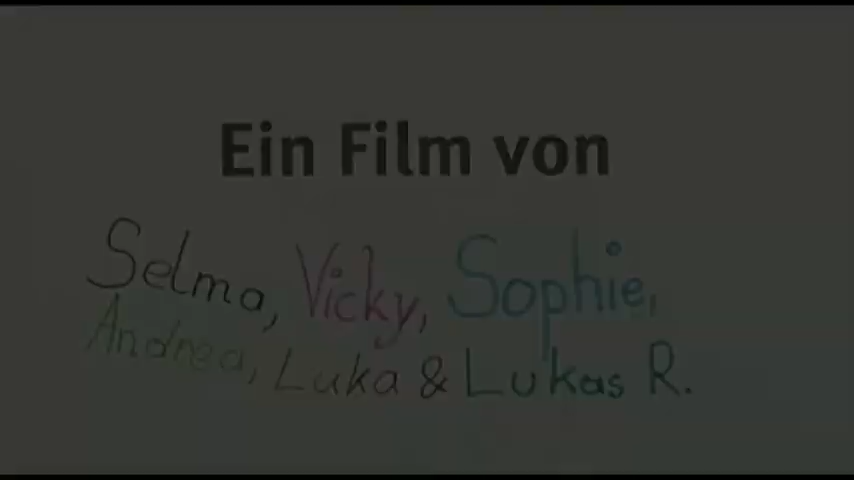 Ein Film von
Selma, Vicky, Sophie,
Andrea, Luka & Lukas R.